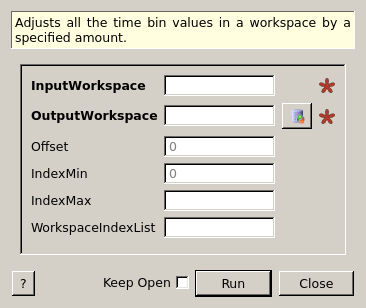 Adjusts all the time bin values in a workspace by a
specified amount.
InputWorkspace
OutputWorkspace
Offset 0
IndexMin 0
IndexMax
WorkspaceIndexList
? Keep Open Run Close